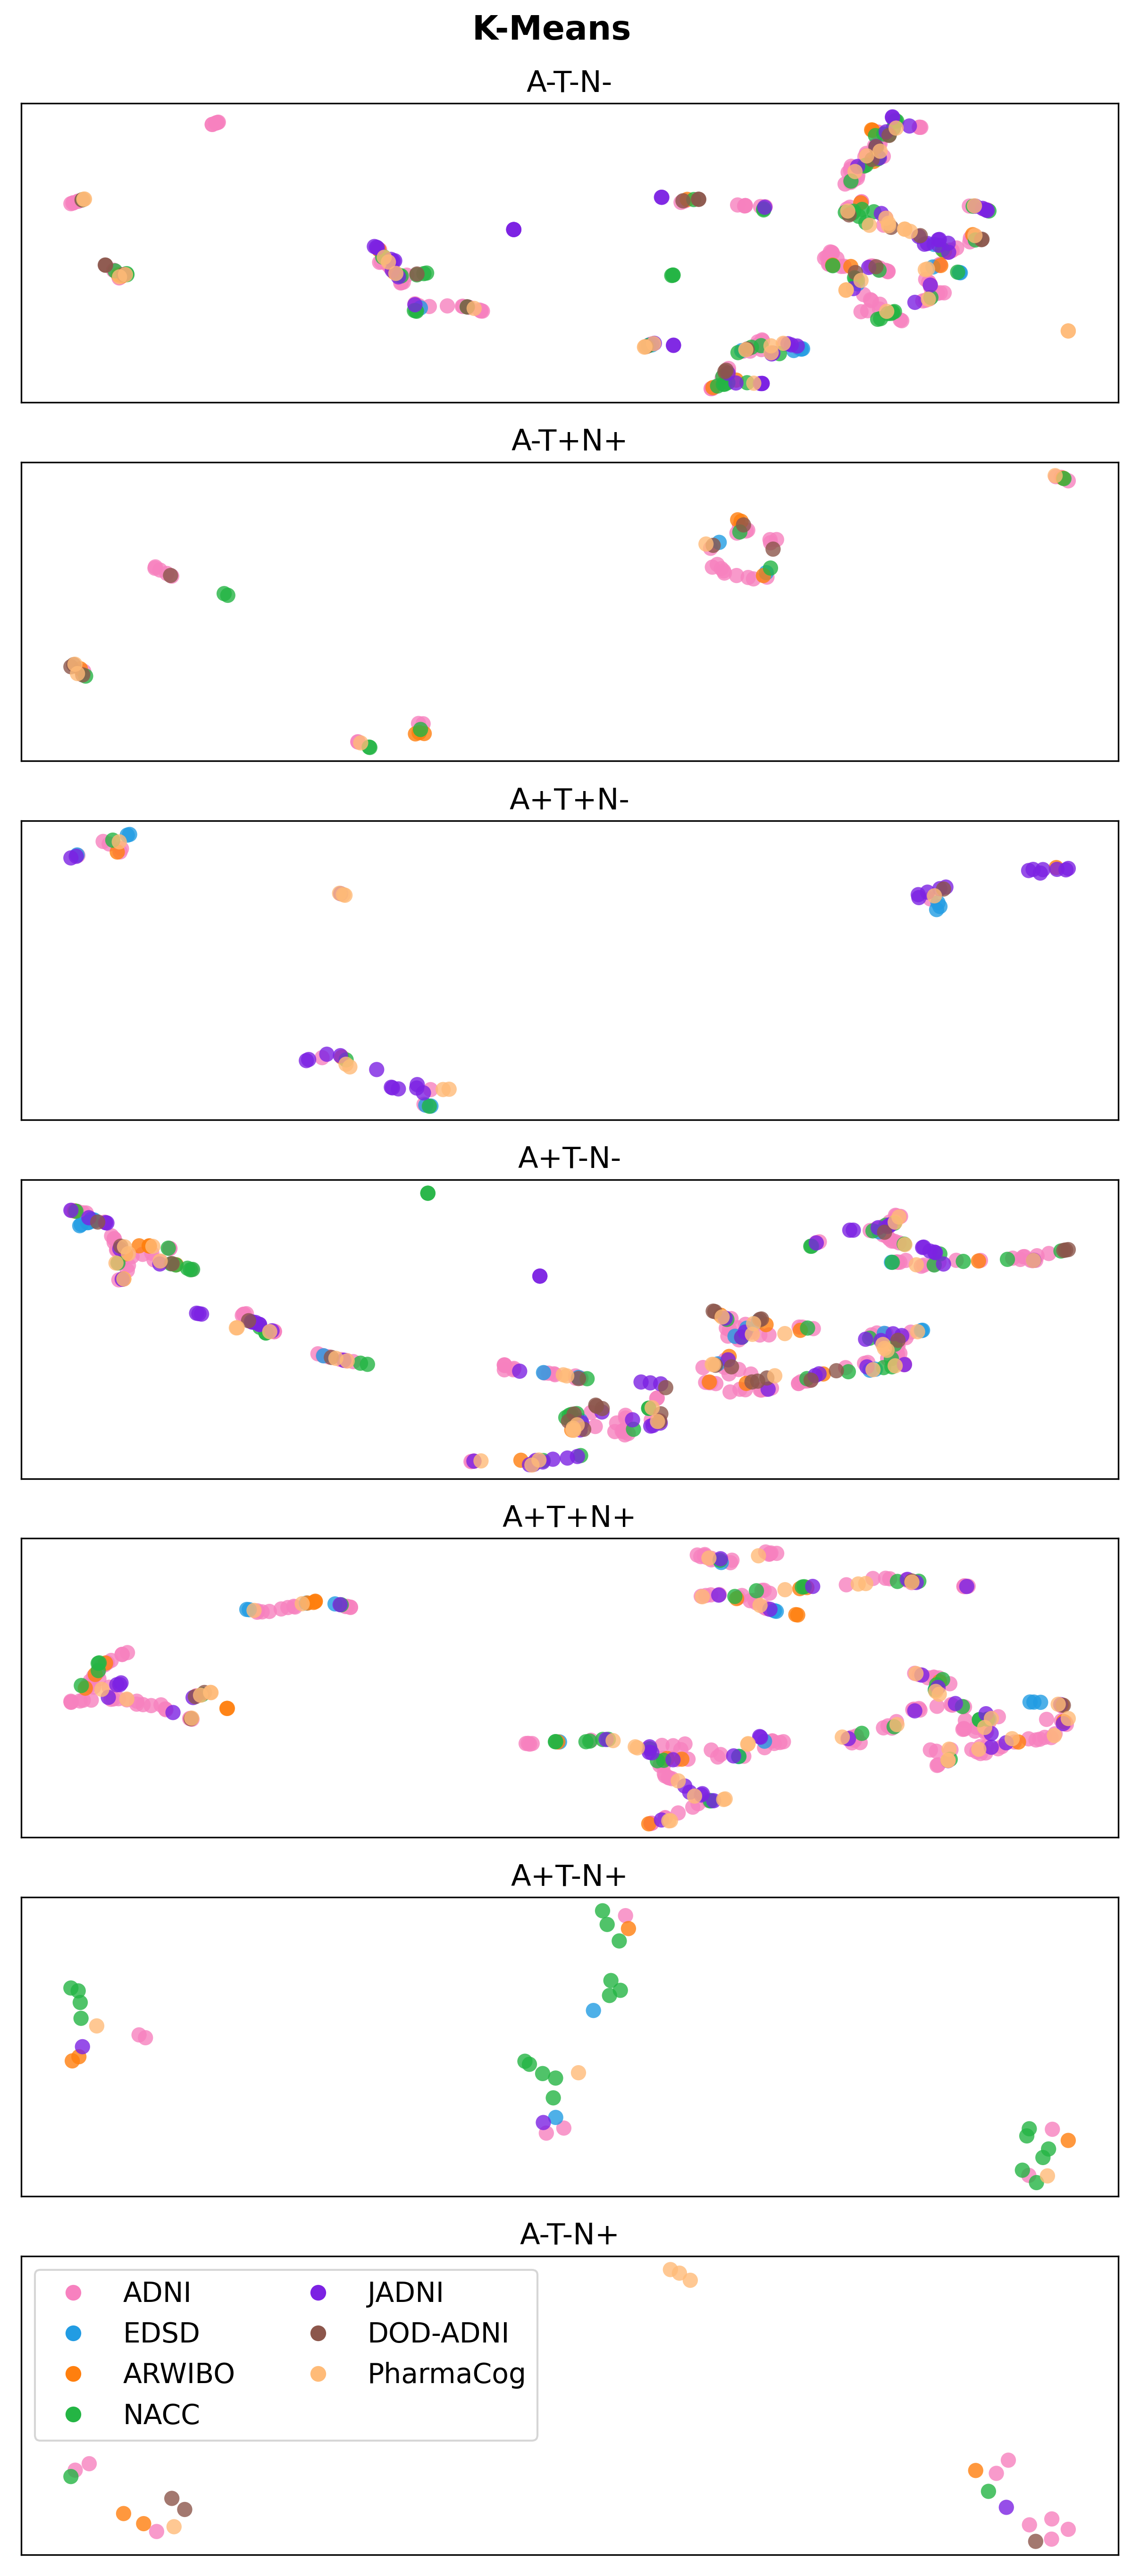 K-Means
A-T-N-
A-T+N+
A+T+N-
A+T-N-
A+T+N+
A+T-N+
A-T-N+
ADNI
EDSD
ARWIBO
NACC
JADNI
DOD-ADNI
PharmaCog